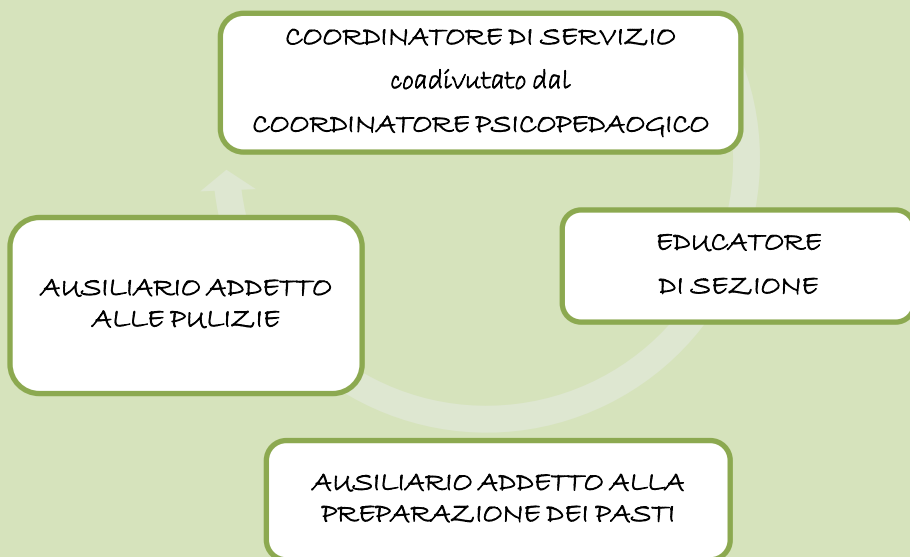 COORDINATORE DI SERVIZIO
coadivutato dal
COORDINATORE PSICOPEDAOGICO
EDUCATORE
DI SEZIONE
AUSILIARIO ADDETTO
ALLE PULIZIE
AUSILIARIO ADDETTO ALLA
PREPARAZIONE DEI PASTI